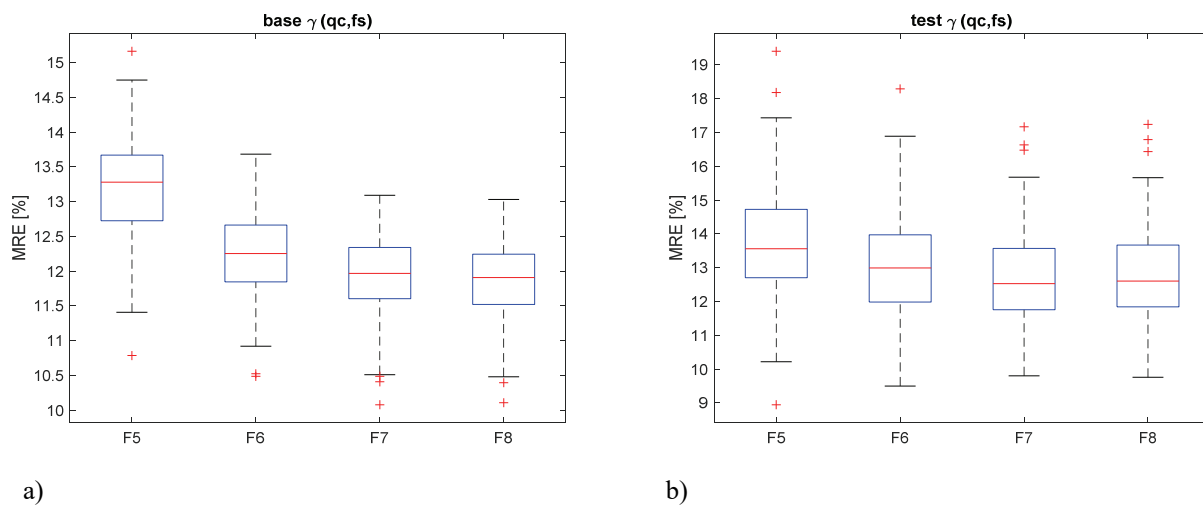 base γ (qc,fs)
MRE [%]
15
14.5
14
13.5
13
12.5
12
11.5
11
10.5
10
F5 F6 F7 F8
a)
test γ (qc,fs)
MRE [%]
19
18
17
16
15
14
13
12
11
10
9
F5 F6 F7 F8
b)